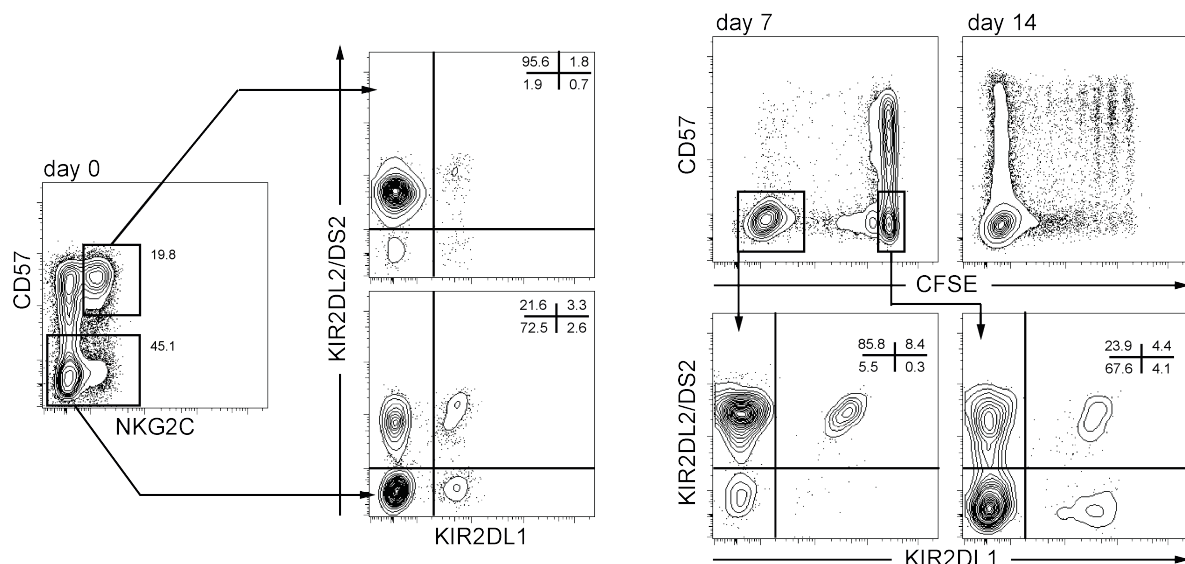 day 0
CD57
NKG2C
19.8
45.1
KIR2DL2/DS2
95.6 1.8
1.9 0.7
21.6 3.3
72.5 2.6
KIR2DL1
day 7
day 14
CD57
CFSE
KIR2DL2/DS2
85.8 8.4
5.5 0.3
23.9 4.4
67.6 4.1
KIR2DL1